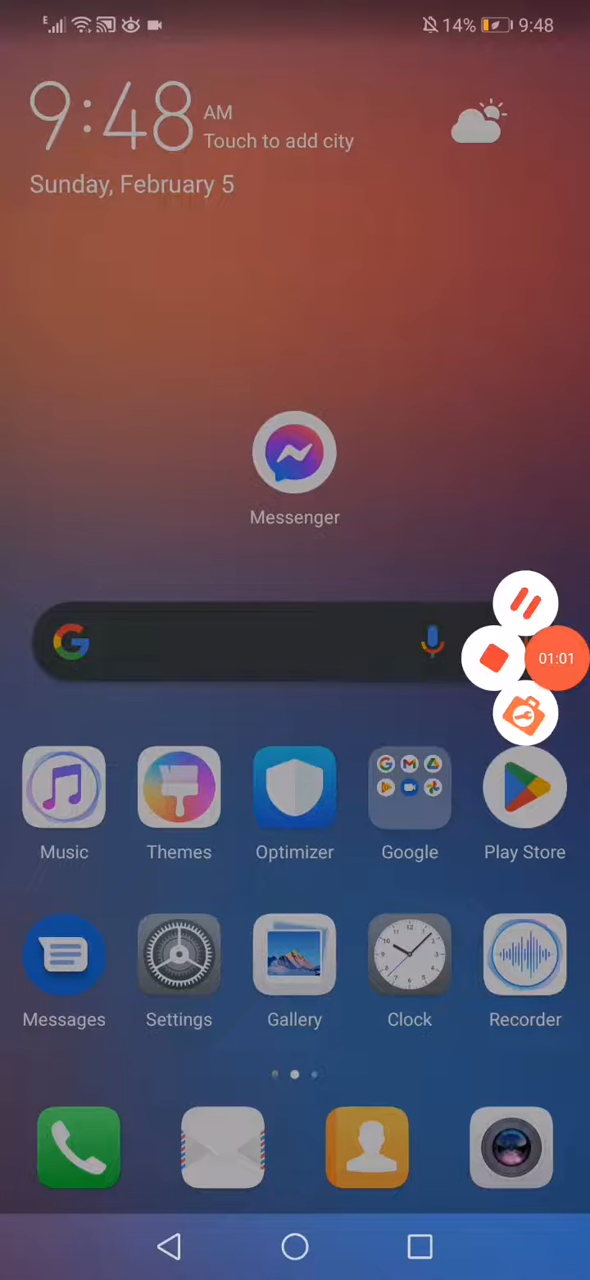 E 14% 9:48
9:48 AM
Touch to add city
Sunday, February 5
Messenger
01:01
Music Themes Optimizer Google Play Store
Messages Settings Gallery Clock Recorder